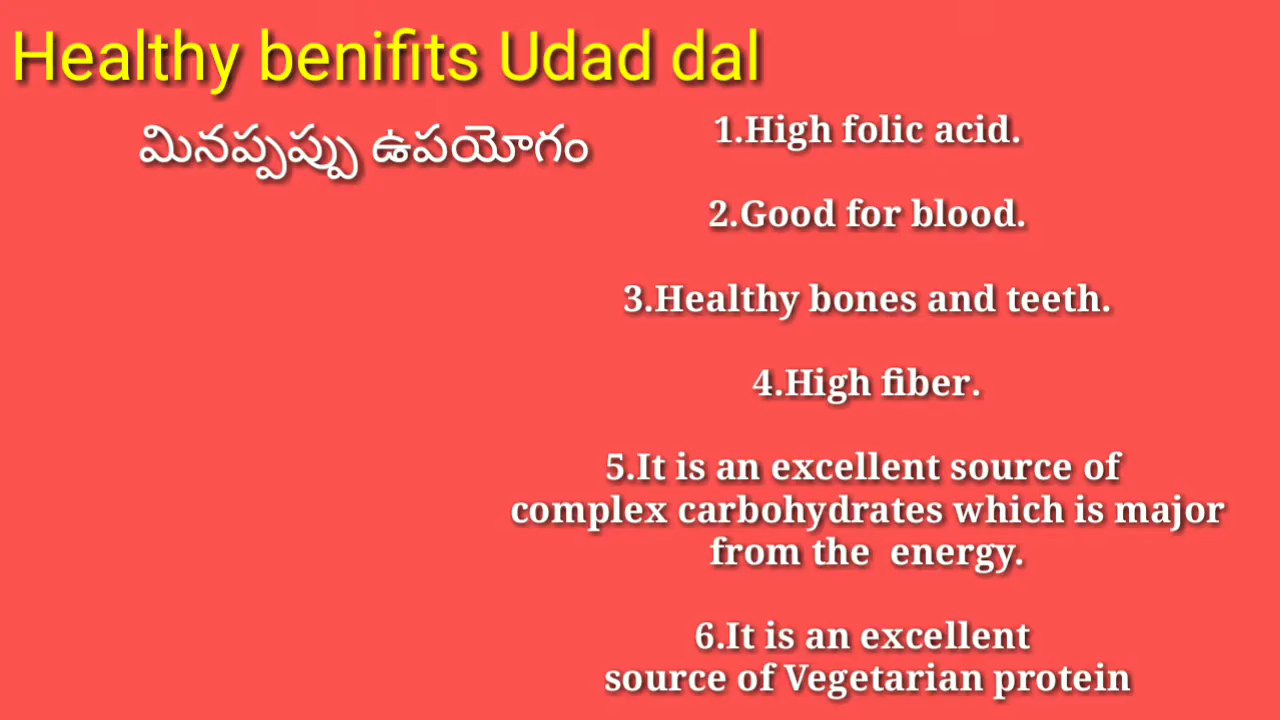 Healthy benifits Udad dal
మినప్పప్పు ఉపయోగం
1.High folic acid.
2.Good for blood.
3.Healthy bones and teeth.
4.High fiber.
5.It is an excellent source of
complex carbohydrates which is major
from the  energy.
6.It is an excellent
source of Vegetarian protein